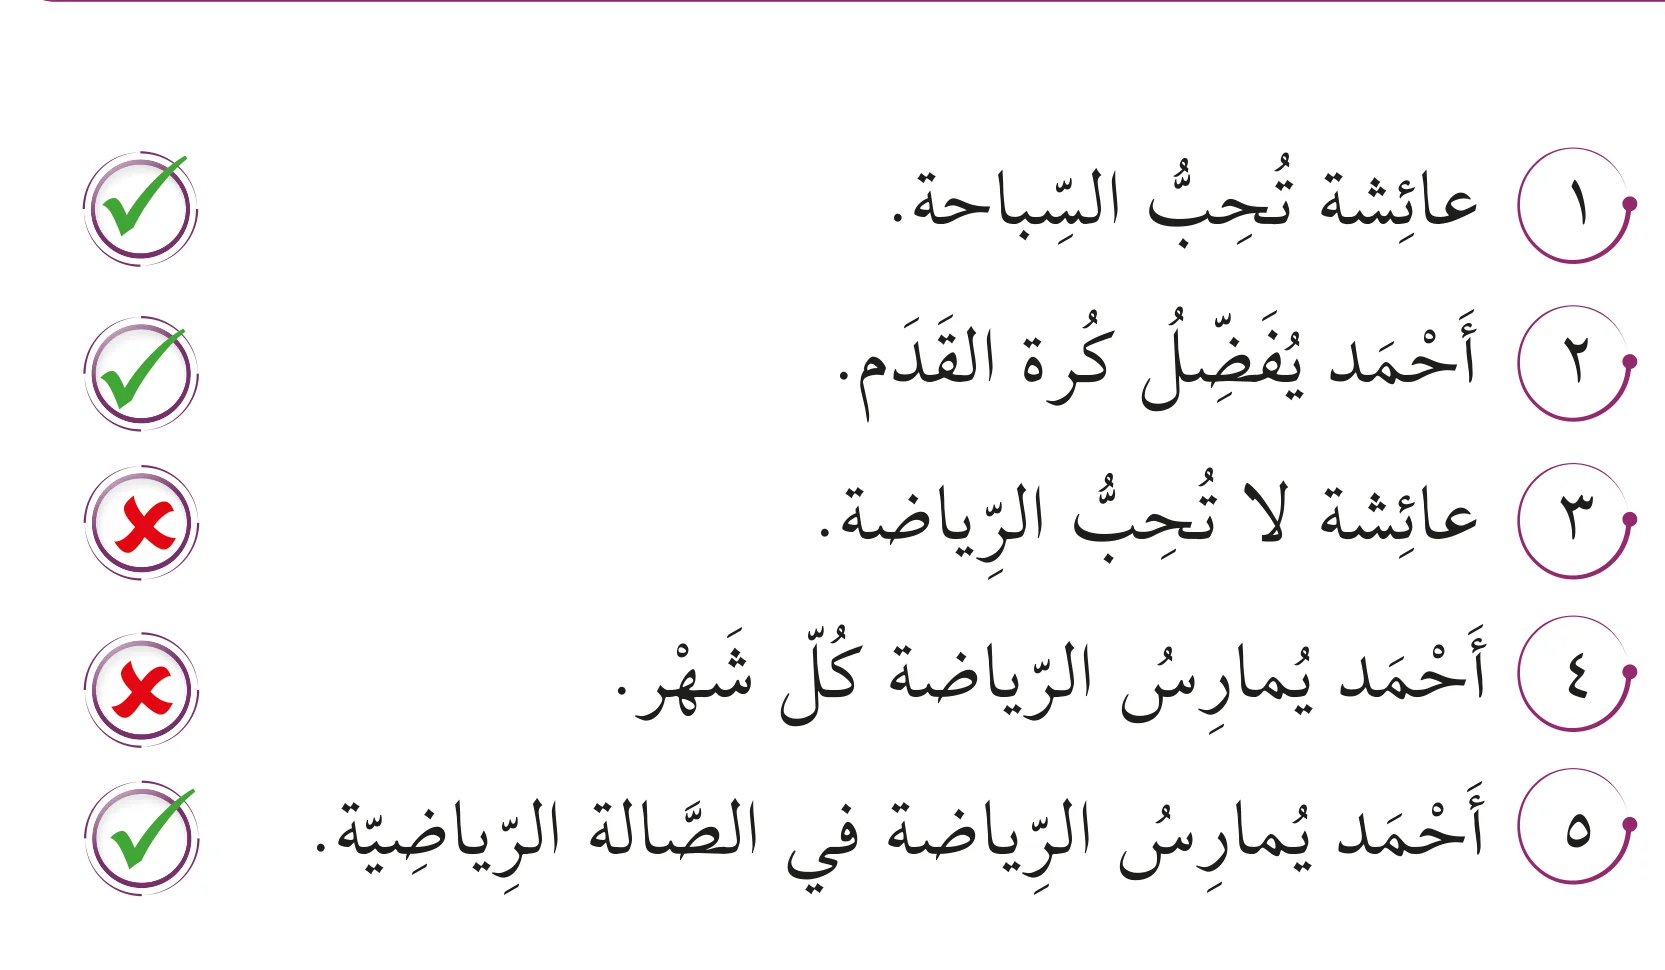 ١ عائِشة تُحِبُّ السِّباحة.
٢ أَحْمَد يُفَضِّلُ كُرة القَدَم.
٣ عائِشة لا تُحِبُّ الرِّياضة.
٤ أَحْمَد يُمارِسُ الرّياضة كُلّ شَهْر.
٥ أَحْمَد يُمارِسُ الرِّياضة في الصَّالة الرِّياضِيّة.